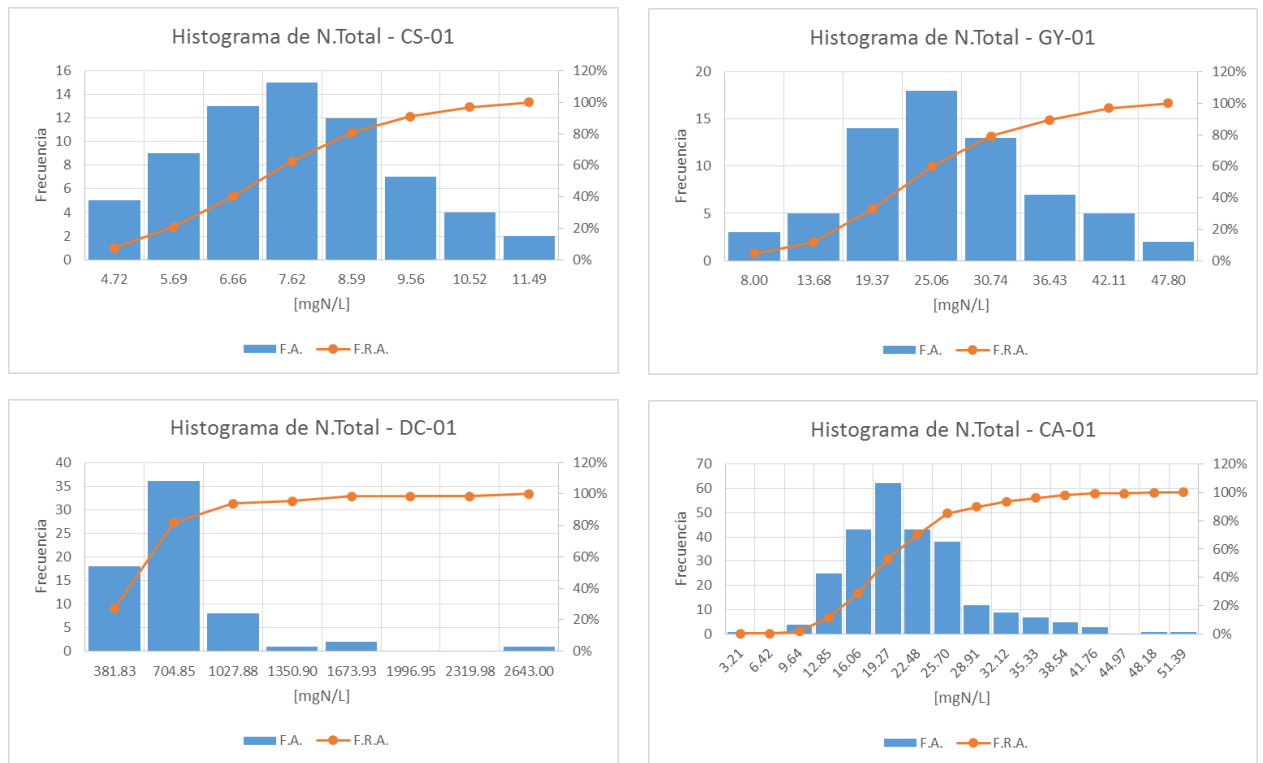 Histograma de N.Total - CS-01
16
14
12
10
8
6
4
2
0
Frecuencia
120%
100%
80%
60%
40%
20%
0%
4.72 5.69 6.66 7.62 8.59 9.56 10.52 11.49
[mgN/L]
F.A. F.R.A.
Histograma de N.Total - GY-01
20
15
10
5
0
Frecuencia
120%
100%
80%
60%
40%
20%
0%
8.00 13.68 19.37 25.06 30.74 36.43 42.11 47.80
[mgN/L]
F.A. F.R.A.
Histograma de N.Total - DC-01
40
35
30
25
20
15
10
5
0
Frecuencia
120%
100%
80%
60%
40%
20%
0%
381.83 704.85 1027.88 1350.90 1673.93 1996.95 2319.98 2643.00
[mgN/L]
F.A. F.R.A.
Histograma de N.Total - CA-01
70
60
50
40
30
20
10
0
Frecuencia
120%
100%
80%
60%
40%
20%
0%
3.21 6.42 9.64 12.85 16.06 19.27 22.48 25.70 28.91 32.12 35.33 38.54 41.76 44.97 48.18 51.39
[mgN/L]
F.A. F.R.A.